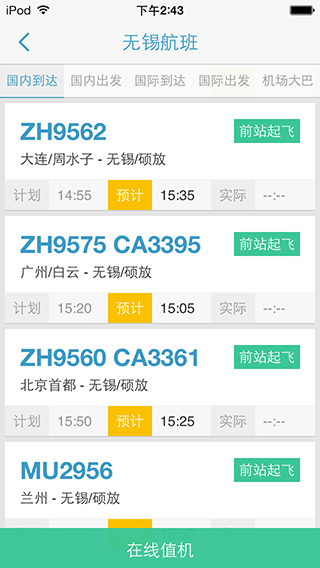 iPod 下午2:43
无锡航班
国内到达 国内出发 国际到达 国际出发 机场大巴
ZH9562 前站起飞
大连/周水子 - 无锡/硕放
计划 14:55 预计 15:35 实际 --:--
ZH9575 CA3395 前站起飞
广州/白云 - 无锡/硕放
计划 15:20 预计 15:05 实际 --:--
ZH9560 CA3361 前站起飞
北京首都 - 无锡/硕放
计划 15:50 预计 15:25 实际 --:--
MU2956 前站起飞
兰州 - 无锡/硕放
在线值机